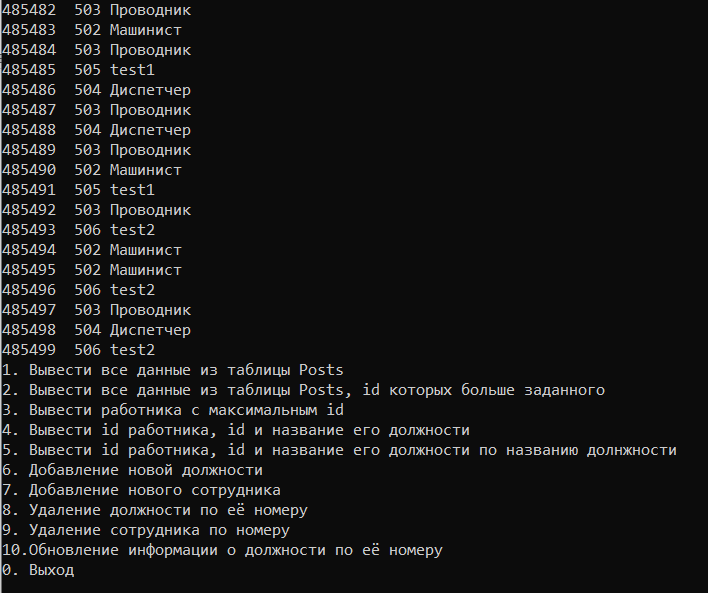 485482  503 Проводник
485483  502 Машинист
485484  503 Проводник
485485  505 test1
485486  504 Диспетчер
485487  503 Проводник
485488  504 Диспетчер
485489  503 Проводник
485490  502 Машинист
485491  505 test1
485492  503 Проводник
485493  506 test2
485494  502 Машинист
485495  502 Машинист
485496  506 test2
485497  503 Проводник
485498  504 Диспетчер
485499  506 test2
1. Вывести все данные из таблицы Posts
2. Вывести все данные из таблицы Posts, id которых больше заданного
3. Вывести работника с максимальным id
4. Вывести id работника, id и название его должности
5. Вывести id работника, id и название его должности по названию долнжности
6. Добавление новой должности
7. Добавление нового сотрудника
8. Удаление должности по её номеру
9. Удаление сотрудника по номеру
10.Обновление информации о должности по её номеру
0. Выход